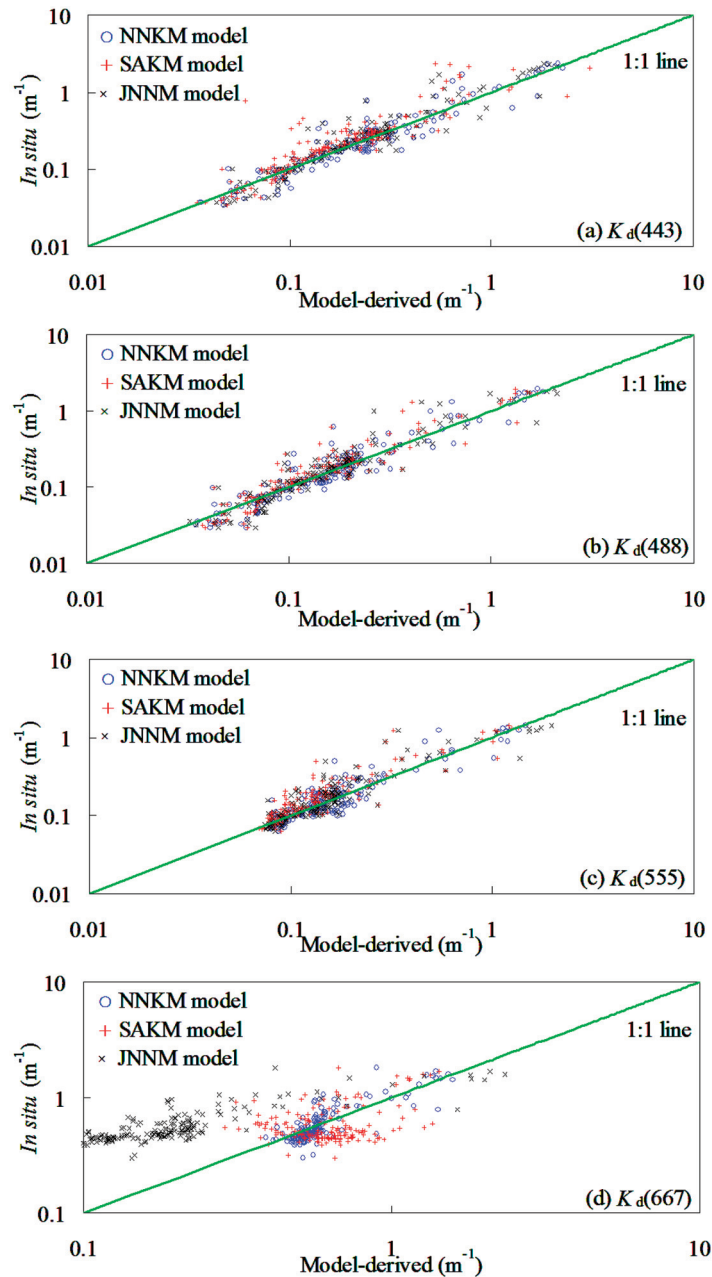 10
NNKM model
SAKM model
1:1 line
JNNM model
1
In situ (m-1)
0.1
0.01
(a) Kd(443)
0.01
0.1
1
10
Model-derived (m-1)
10
NNKM model
SAKM model
1:1 line
JNNM model
1
In situ (m-1)
0.1
0.01
(b) Kd(488)
0.01
0.1
1
10
Model-derived (m-1)
10
NNKM model
SAKM model
1:1 line
JNNM model
1
In situ (m-1)
0.1
0.01
(c) Kd(555)
0.01
0.1
1
10
Model-derived (m-1)
10
NNKM model
SAKM model
1:1 line
JNNM model
1
In situ (m-1)
0.1
(d) Kd(667)
0.1
1
10
Model-derived (m-1)